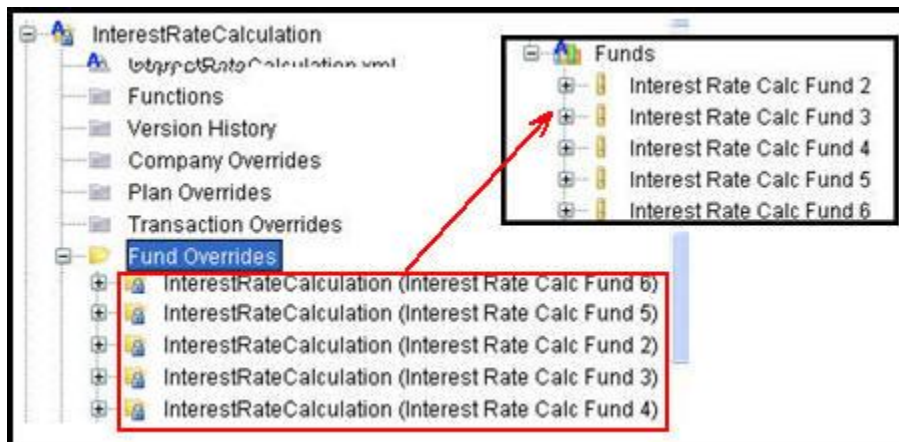 InterestRateCalculation
InterestRateCalculation.xml
Functions
Version History
Company Overrides
Plan Overrides
Transaction Overrides
Fund Overrides
InterestRateCalculation (Interest Rate Calc Fund 6)
InterestRateCalculation (Interest Rate Calc Fund 5)
InterestRateCalculation (Interest Rate Calc Fund 2)
InterestRateCalculation (Interest Rate Calc Fund 3)
InterestRateCalculation (Interest Rate Calc Fund 4)
Funds
Interest Rate Calc Fund 2
Interest Rate Calc Fund 3
Interest Rate Calc Fund 4
Interest Rate Calc Fund 5
Interest Rate Calc Fund 6